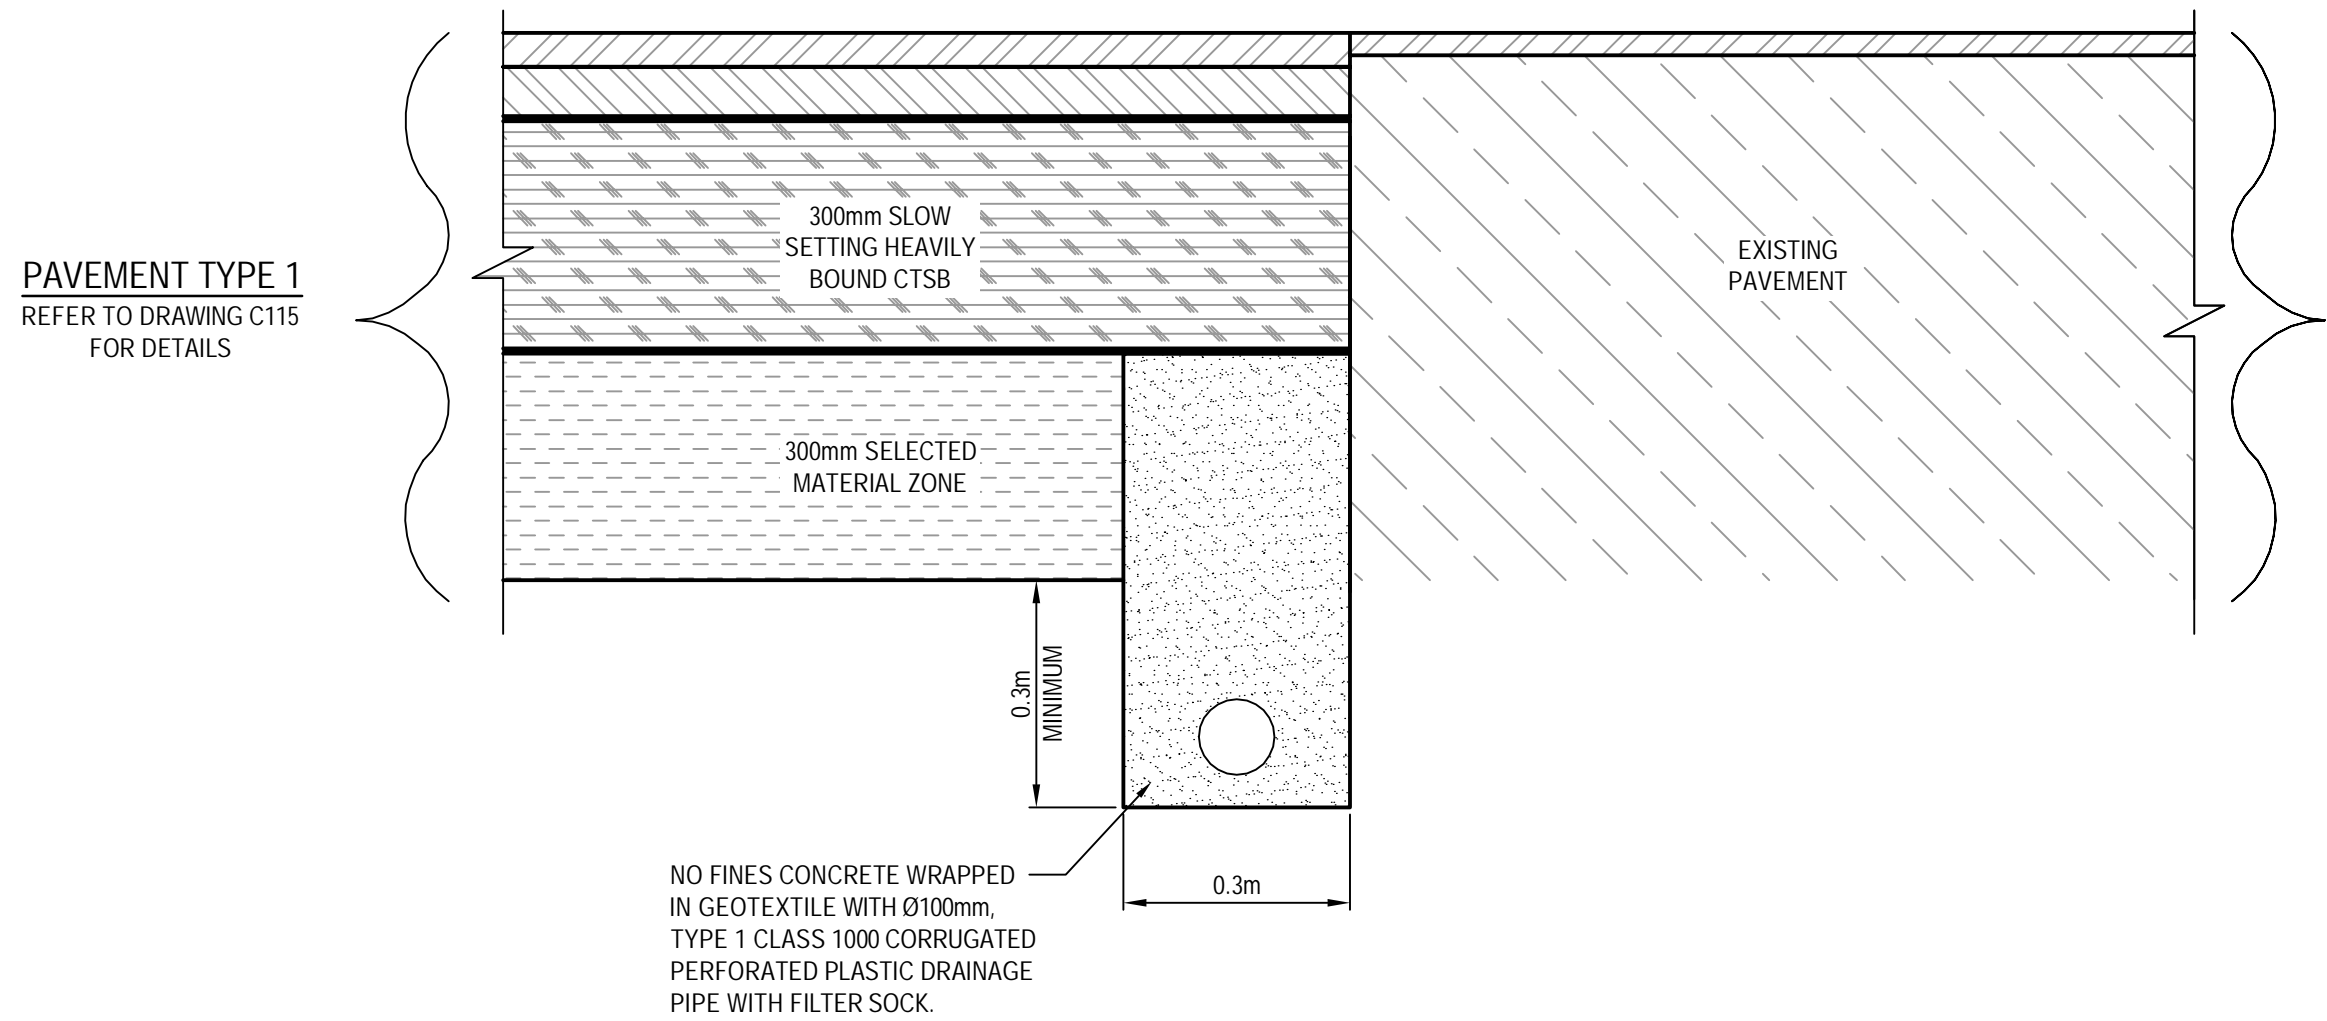 300mm SLOW
SETTING HEAVILY
BOUND CTSB
EXISTING
PAVEMENT
PAVEMENT TYPE 1
REFER TO DRAWING C115
FOR DETAILS
300mm SELECTED
MATERIAL ZONE
0.3m
MINIMUM
NO FINES CONCRETE WRAPPED
IN GEOTEXTILE WITH Ø100mm,
TYPE 1 CLASS 1000 CORRUGATED
PERFORATED PLASTIC DRAINAGE
PIPE WITH FILTER SOCK.
0.3m